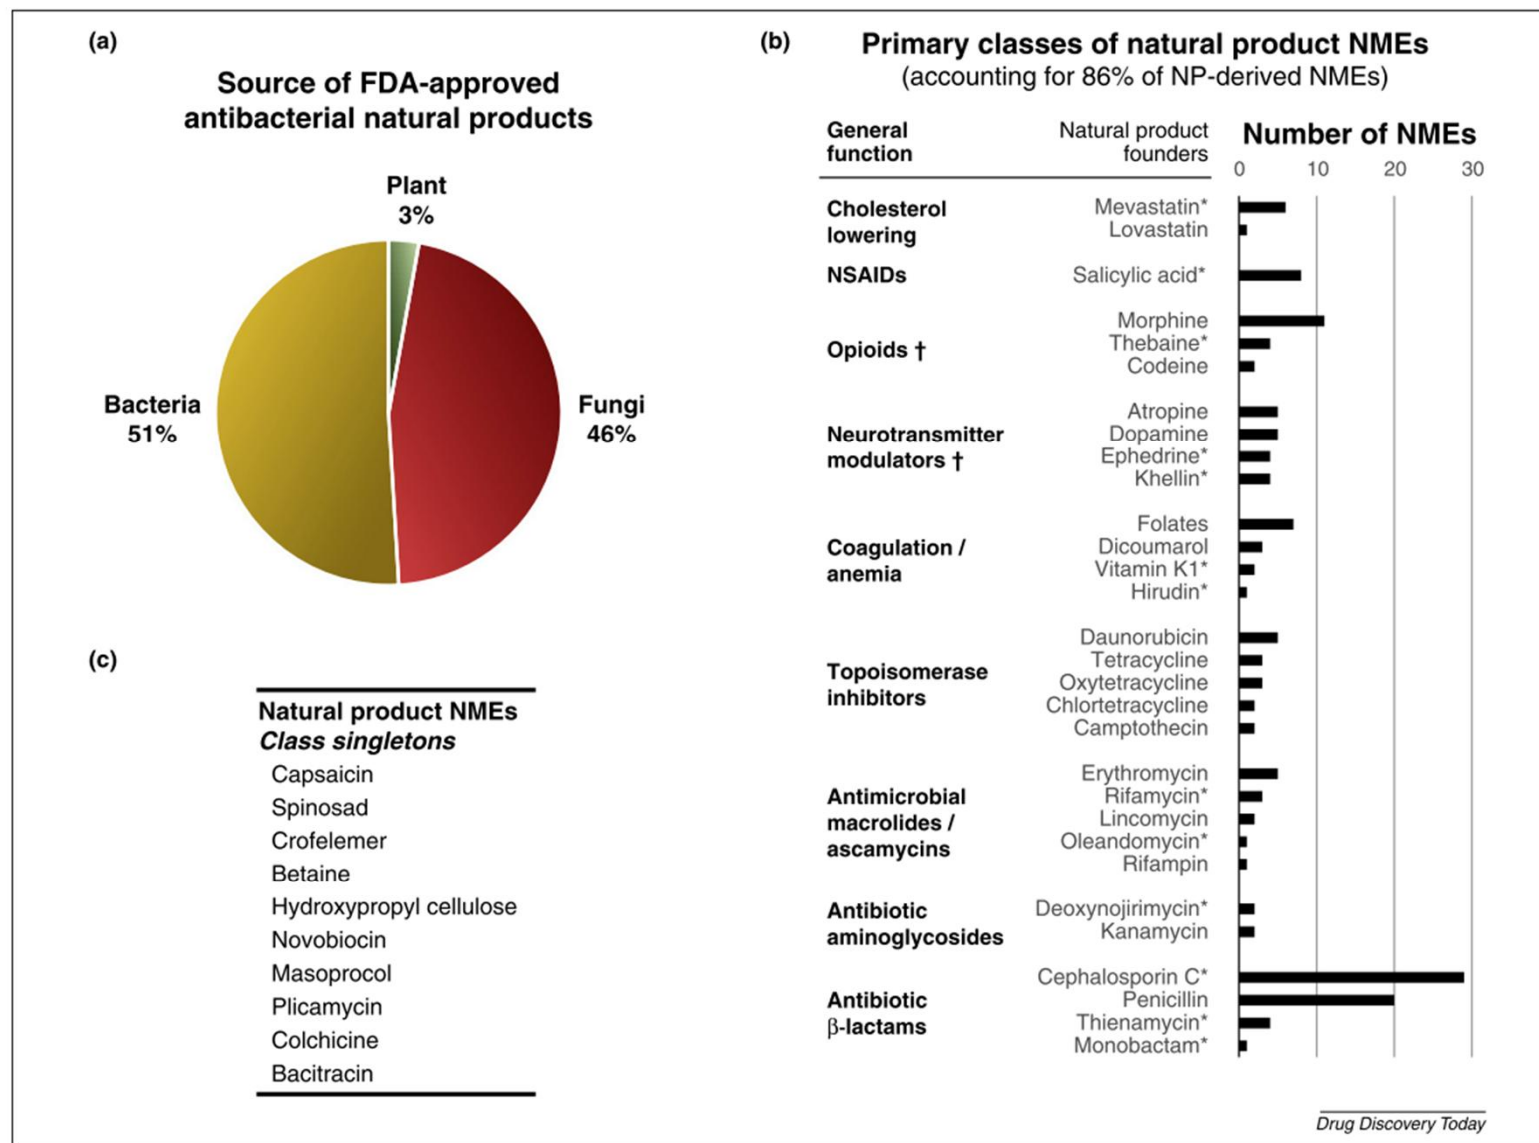 (a)
Source of FDA-approved
antibacterial natural products
Plant
3%
Bacteria
51%
Fungi
46%
(b)
Primary classes of natural product NMEs
(accounting for 86% of NP-derived NMEs)
General
function
Natural product
founders
Number of NMEs
0 10 20 30
Cholesterol
lowering
Mevastatin*
Lovastatin
NSAIDs
Salicylic acid*
Opioids †
Morphine
Thebaine*
Codeine
Neurotransmitter
modulators †
Atropine
Dopamine
Ephedrine*
Khellin*
Coagulation /
anemia
Folates
Dicoumarol
Vitamin K1*
Hirudin*
Topoisomerase
inhibitors
Daunorubicin
Tetracycline
Oxytetracycline
Chlortetracycline
Camptothecin
Antimicrobial
macrolides /
ascamycins
Erythromycin
Rifamycin*
Lincomycin
Oleandomycin*
Rifampin
Antibiotic
aminoglycosides
Deoxynojirimycin*
Kanamycin
Antibiotic
β-lactams
Cephalosporin C*
Penicillin
Thienamycin*
Monobactam*
(c)
Natural product NMEs
Class singletons
Capsaicin
Spinosad
Crofelemer
Betaine
Hydroxypropyl cellulose
Novobiocin
Masoprocol
Plicamycin
Colchicine
Bacitracin
Drug Discovery Today